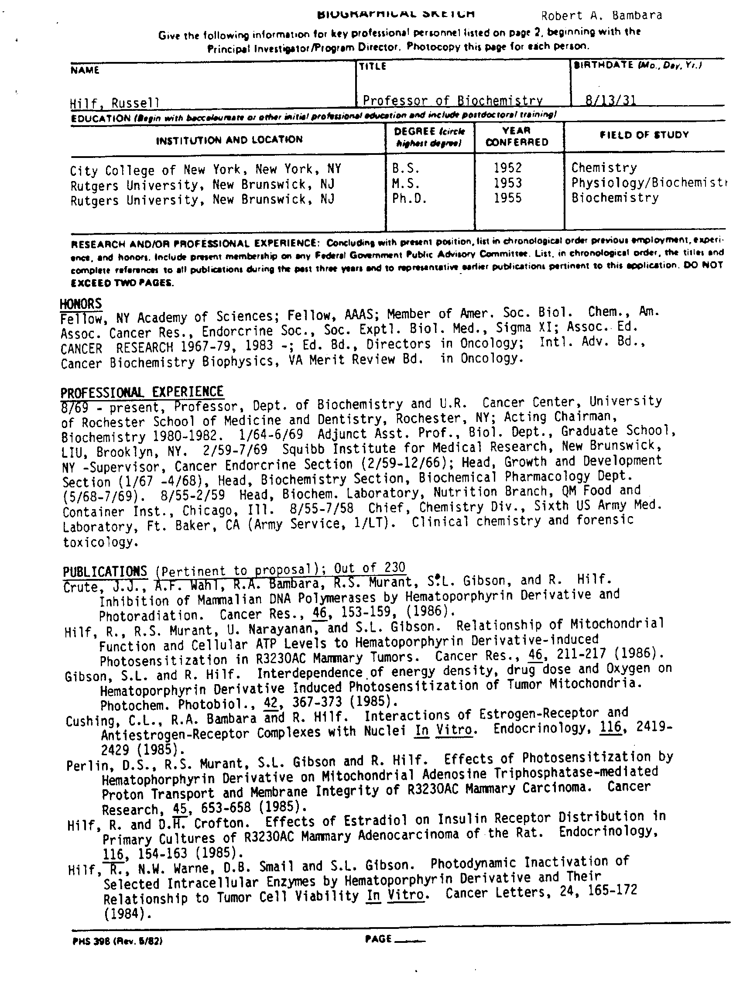 BIOGRAPHICAL SKETCH Robert A. Bambara
Give the following information for key professional personnel listed on page 2, beginning with the
Principal Investigator/Program Director. Photocopy this page for each person.
NAME TITLE BIRTHDATE (Mo., Day, Yr.)
Hilf, Russell Professor of Biochemistry 8/13/31
EDUCATION (Begin with baccalaureate or other initial professional education and include postdoctoral training)
INSTITUTION AND LOCATION DEGREE (circle highest degree) YEAR CONFERRED FIELD OF STUDY
City College of New York, New York, NY B.S. 1952 Chemistry
Rutgers University, New Brunswick, NJ M.S. 1953 Physiology/Biochemistr
Rutgers University, New Brunswick, NJ Ph.D. 1955 Biochemistry
RESEARCH AND/OR PROFESSIONAL EXPERIENCE: Concluding with present position, list in chronological order previous employment, experi-
ence, and honors. Include present membership on any Federal Government Public Advisory Committee. List, in chronological order, the titles and
complete references to all publications during the past three years and to representative earlier publications pertinent to this application. DO NOT
EXCEED TWO PAGES.
HONORS
Fellow, NY Academy of Sciences; Fellow, AAAS; Member of Amer. Soc. Biol. Chem., Am.
Assoc. Cancer Res., Endorcrine Soc., Soc. Exptl. Biol. Med., Sigma XI; Assoc. Ed.
CANCER RESEARCH 1967-79, 1983 -; Ed. Bd., Directors in Oncology; Intl. Adv. Bd.,
Cancer Biochemistry Biophysics, VA Merit Review Bd. in Oncology.
PROFESSIONAL EXPERIENCE
8/69 - present, Professor, Dept. of Biochemistry and U.R. Cancer Center, University
of Rochester School of Medicine and Dentistry, Rochester, NY; Acting Chairman,
Biochemistry 1980-1982. 1/64-6/69 Adjunct Asst. Prof., Biol. Dept., Graduate School,
LIU, Brooklyn, NY. 2/59-7/69 Squibb Institute for Medical Research, New Brunswick,
NY -Supervisor, Cancer Endorcrine Section (2/59-12/66); Head, Growth and Development
Section (1/67 -4/68), Head, Biochemistry Section, Biochemical Pharmacology Dept.
(5/68-7/69). 8/55-2/59 Head, Biochem. Laboratory, Nutrition Branch, QM Food and
Container Inst., Chicago, Ill. 8/55-7/58 Chief, Chemistry Div., Sixth US Army Med.
Laboratory, Ft. Baker, CA (Army Service, 1/LT). Clinical chemistry and forensic
toxicology.
PUBLICATIONS (Pertinent to proposal); Out of 230
Crute, J.J., A.F. Wahl, R.A. Bambara, R.S. Murant, S.L. Gibson, and R. Hilf.
Inhibition of Mammalian DNA Polymerases by Hematoporphyrin Derivative and
Photoradiation. Cancer Res., 46, 153-159, (1986).
Hilf, R., R.S. Murant, U. Narayanan, and S.L. Gibson. Relationship of Mitochondrial
Function and Cellular ATP Levels to Hematoporphyrin Derivative-induced
Photosensitization in R3230AC Mammary Tumors. Cancer Res., 46, 211-217 (1986).
Gibson, S.L. and R. Hilf. Interdependence of energy density, drug dose and Oxygen on
Hematoporphyrin Derivative Induced Photosensitization of Tumor Mitochondria.
Photochem. Photobiol., 42, 367-373 (1985).
Cushing, C.L., R.A. Bambara and R. Hilf. Interactions of Estrogen-Receptor and
Antiestrogen-Receptor Complexes with Nuclei In Vitro. Endocrinology, 116, 2419-
2429 (1985).
Perlin, D.S., R.S. Murant, S.L. Gibson and R. Hilf. Effects of Photosensitization by
Hematophorphyrin Derivative on Mitochondrial Adenosine Triphosphatase-mediated
Proton Transport and Membrane Integrity of R3230AC Mammary Carcinoma. Cancer
Research, 45, 653-658 (1985).
Hilf, R. and D.H. Crofton. Effects of Estradiol on Insulin Receptor Distribution in
Primary Cultures of R3230AC Mammary Adenocarcinoma of the Rat. Endocrinology,
116, 154-163 (1985).
Hilf, R., N.W. Warne, D.B. Smail and S.L. Gibson. Photodynamic Inactivation of
Selected Intracellular Enzymes by Hematoporphyrin Derivative and Their
Relationship to Tumor Cell Viability In Vitro. Cancer Letters, 24, 165-172
(1984).
PHS 398 (Rev. 5/82) PAGE